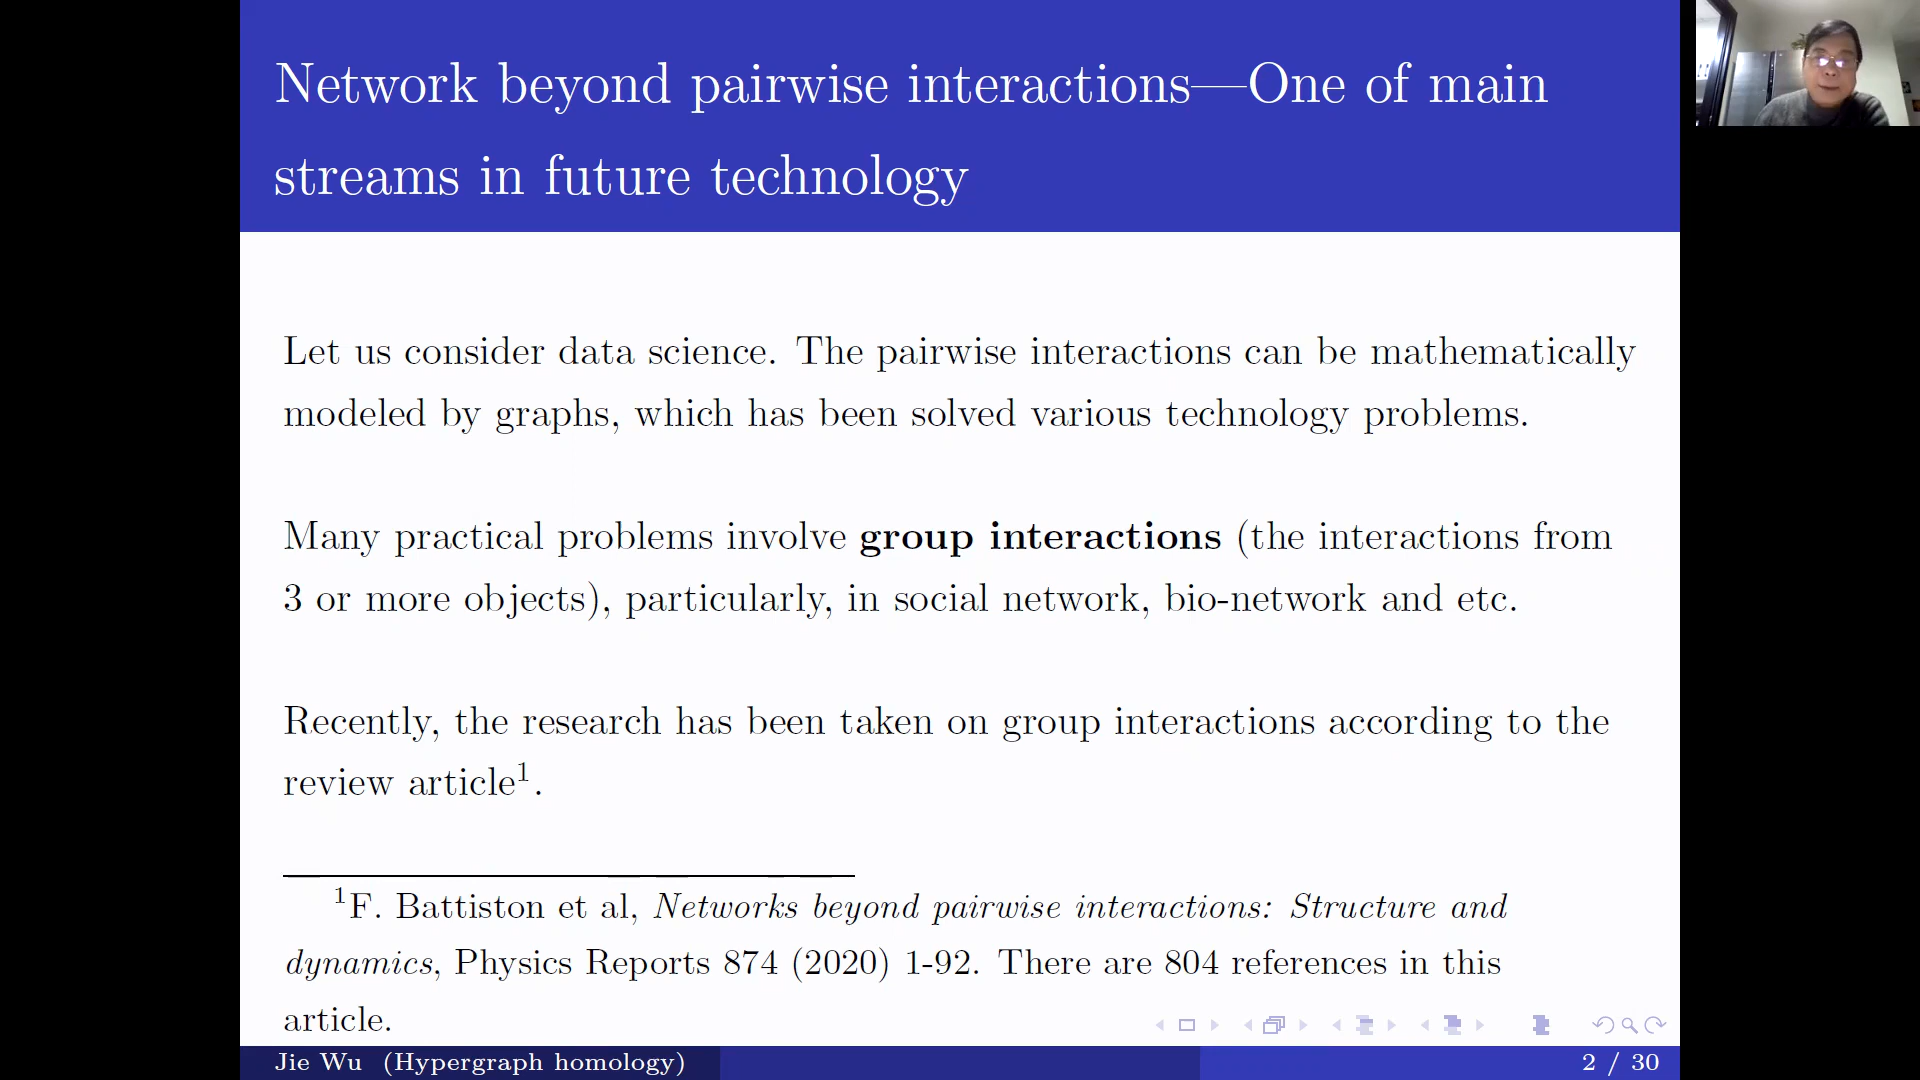 Network beyond pairwise interactions—One of main
streams in future technology
Let us consider data science. The pairwise interactions can be mathematically
modeled by graphs, which has been solved various technology problems.
Many practical problems involve group interactions (the interactions from
3 or more objects), particularly, in social network, bio-network and etc.
Recently, the research has been taken on group interactions according to the
review article1.
1F. Battiston et al, Networks beyond pairwise interactions: Structure and
dynamics, Physics Reports 874 (2020) 1-92. There are 804 references in this
article.
Jie Wu (Hypergraph homology) 2 / 30